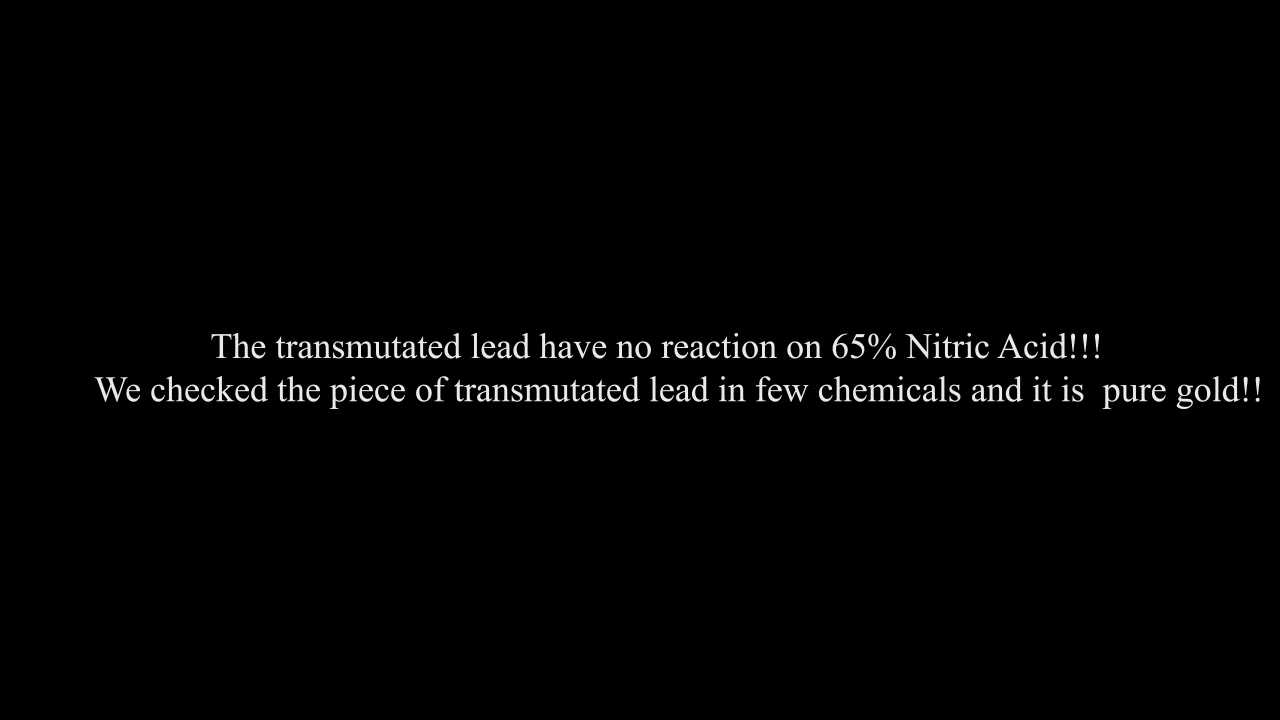 The transmutated lead have no reaction on 65% Nitric Acid!!!
We checked the piece of transmutated lead in few chemicals and it is  pure gold!!